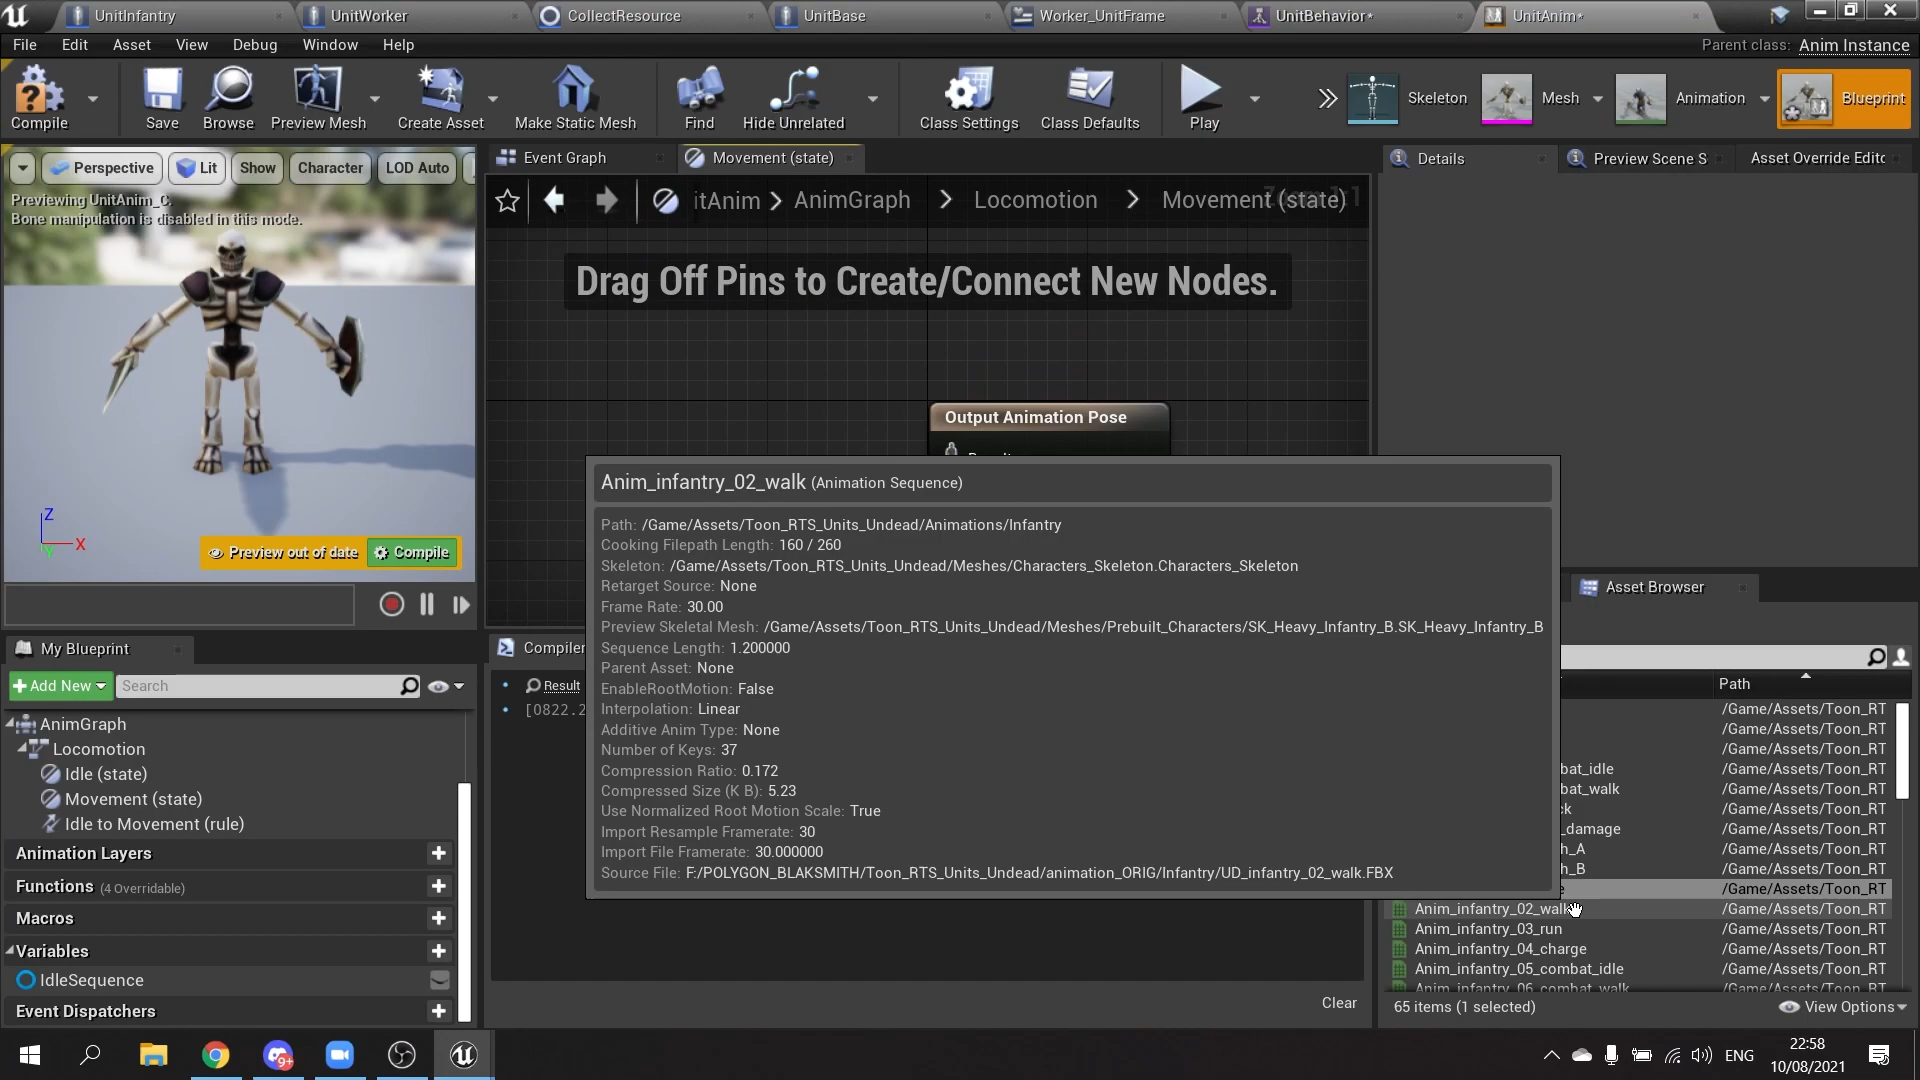 UnitInfantry
UnitWorker
CollectResource
UnitBase
Worker_UnitFrame
UnitBehavior*
UnitAnim*
File Edit Asset View Debug Window Help
Parent class: Anim Instance
Compile
Save
Browse
Preview Mesh
Create Asset
Make Static Mesh
Find
Hide Unrelated
Class Settings
Class Defaults
Play
Skeleton
Mesh
Animation
Blueprint
Perspective
Lit
Show
Character
LOD Auto
Previewing UnitAnim_C.
Bone manipulation is disabled in this mode.
Z
X
Y
Preview out of date
Compile
Event Graph
Movement (state)
itAnim > AnimGraph > Locomotion > Movement (state)
Drag Off Pins to Create/Connect New Nodes.
Output Animation Pose
Details
Preview Scene S
Asset Override Edito
Anim_infantry_02_walk (Animation Sequence)
Path: /Game/Assets/Toon_RTS_Units_Undead/Animations/Infantry
Cooking Filepath Length: 160 / 260
Skeleton: /Game/Assets/Toon_RTS_Units_Undead/Meshes/Characters_Skeleton.Characters_Skeleton
Retarget Source: None
Frame Rate: 30.00
Preview Skeletal Mesh: /Game/Assets/Toon_RTS_Units_Undead/Meshes/Prebuilt_Characters/SK_Heavy_Infantry_B.SK_Heavy_Infantry_B
Sequence Length: 1.200000
Parent Asset: None
EnableRootMotion: False
Interpolation: Linear
Additive Anim Type: None
Number of Keys: 37
Compression Ratio: 0.172
Compressed Size (K B): 5.23
Use Normalized Root Motion Scale: True
Import Resample Framerate: 30
Import File Framerate: 30.000000
Source File: F:/POLYGON_BLAKSMITH/Toon_RTS_Units_Undead/animation_ORIG/Infantry/UD_infantry_02_walk.FBX
My Blueprint
Add New
Search
AnimGraph
Locomotion
Idle (state)
Movement (state)
Idle to Movement (rule)
Animation Layers
Functions (4 Overridable)
Macros
Variables
IdleSequence
Event Dispatchers
Compiler
Result
[0822.2
Clear
Asset Browser
Path
/Game/Assets/Toon_RT
/Game/Assets/Toon_RT
/Game/Assets/Toon_RT
bat_idle /Game/Assets/Toon_RT
bat_walk /Game/Assets/Toon_RT
ck /Game/Assets/Toon_RT
_damage /Game/Assets/Toon_RT
h_A /Game/Assets/Toon_RT
h_B /Game/Assets/Toon_RT
e /Game/Assets/Toon_RT
Anim_infantry_02_walk /Game/Assets/Toon_RT
Anim_infantry_03_run /Game/Assets/Toon_RT
Anim_infantry_04_charge /Game/Assets/Toon_RT
Anim_infantry_05_combat_idle /Game/Assets/Toon_RT
Anim_infantry_06_combat_walk /Game/Assets/Toon_RT
65 items (1 selected)
View Options
9+
ENG
22:58
10/08/2021